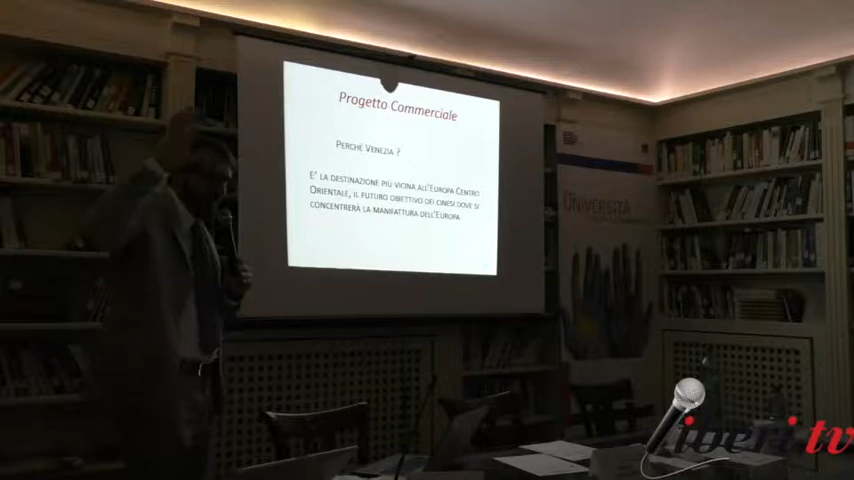 Progetto Commerciale
Perché Venezia ?
E' la destinazione più vicina all'Europa Centro
Orientale, il futuro obiettivo dei cinesi dove si
concentrerà la manifattura dell'Europa.
Università
liberi.tv